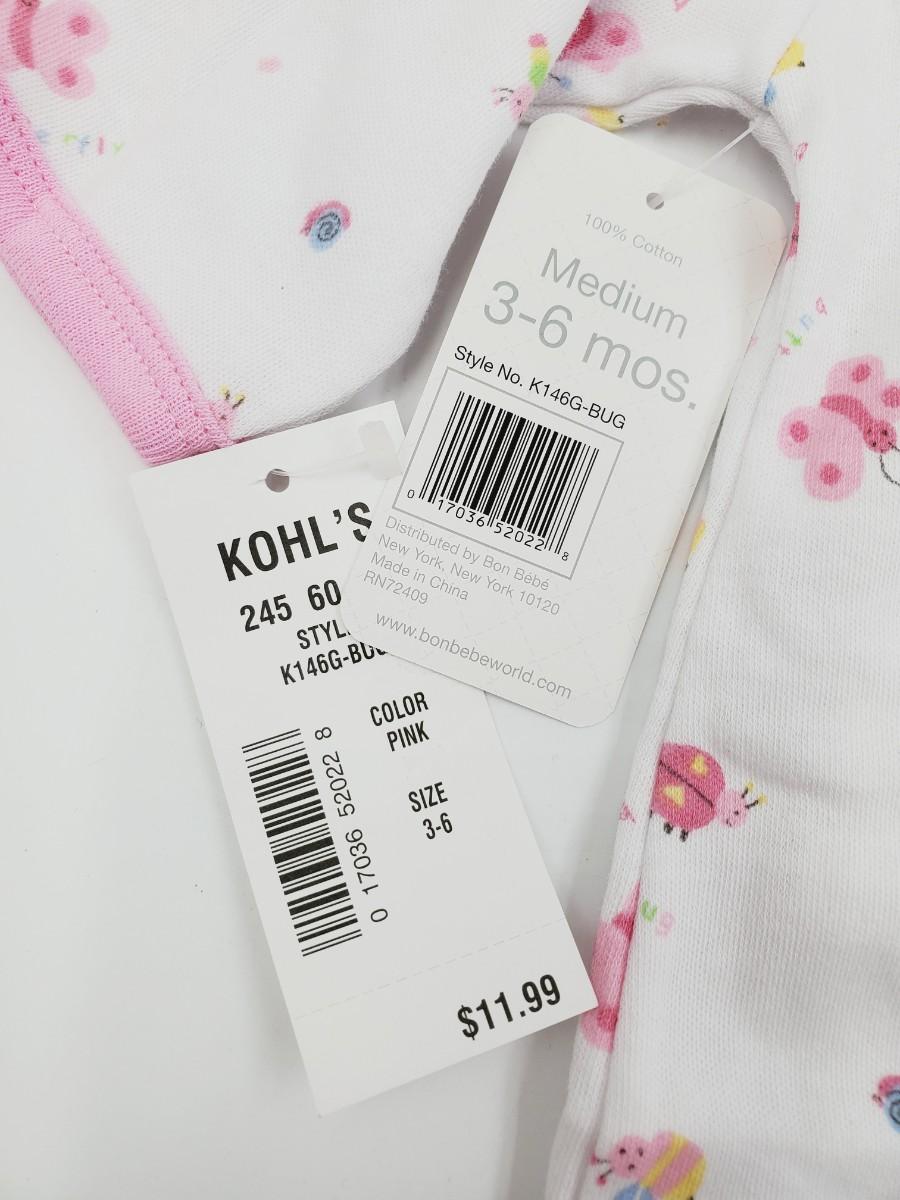 100% Cotton
Medium
3-6 mos.
Style No. K146G-BUG
0 17036 52022 8
Distributed by Bon Bébé
New York, New York 10120
Made in China
RN72409
www.bonbebeworld.com
KOHL'S
245 60
STYL
K146G-BUG
COLOR
PINK
SIZE
3-6
0 17036 52022 8
$11.99